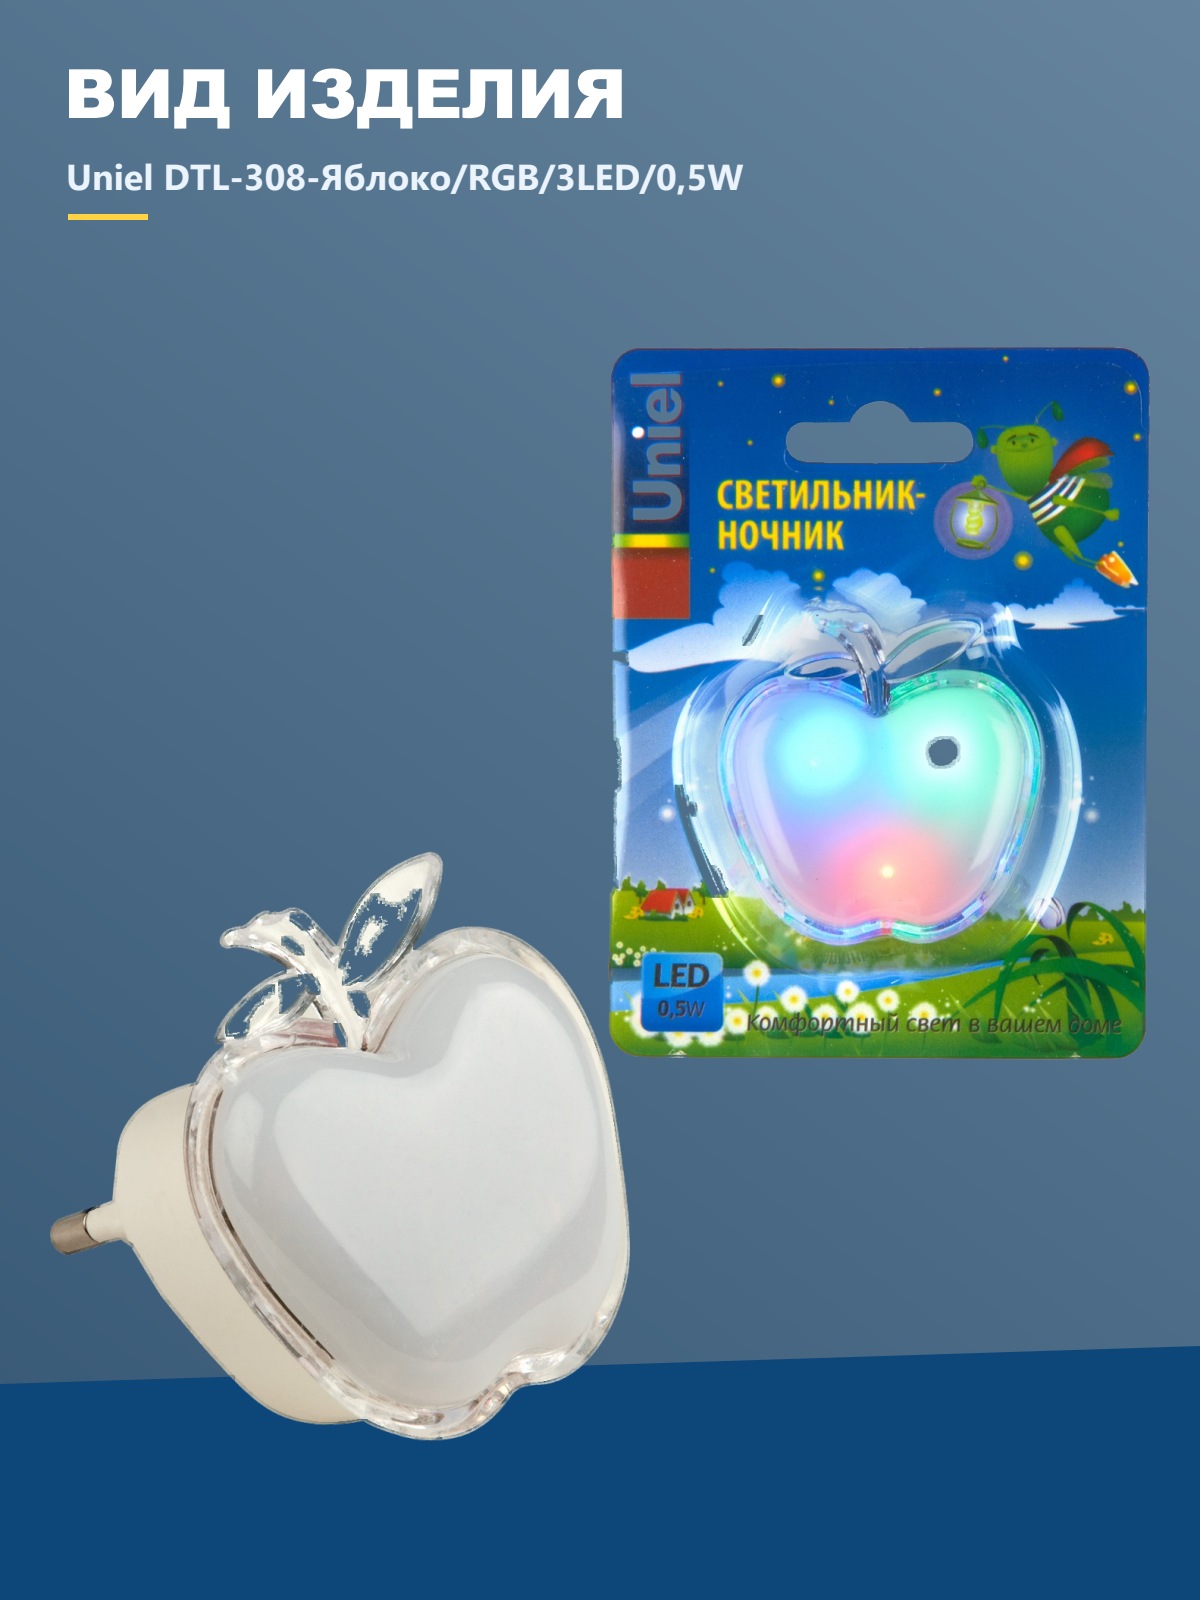 ВИД ИЗДЕЛИЯ
Uniel DTL-308-Яблоко/RGB/3LED/0,5W
Uniel
СВЕТИЛЬНИК-
НОЧНИК
LED
0,5W
Комфортный свет в вашем доме